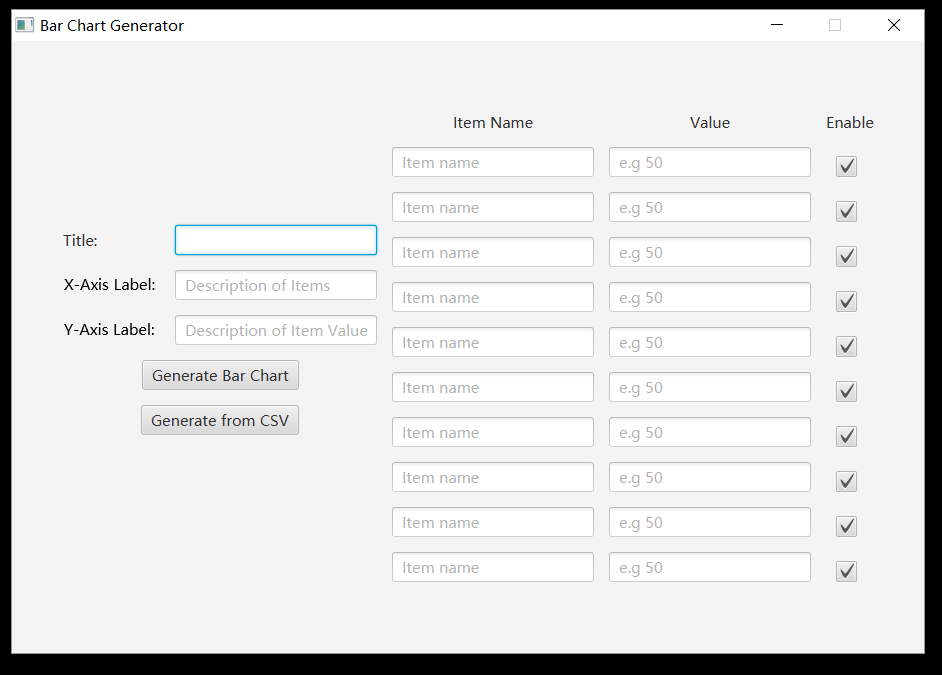 Bar Chart Generator
Item Name Value Enable
Item name e.g 50
Item name e.g 50
Title:
Item name e.g 50
X-Axis Label: Description of Items
Item name e.g 50
Y-Axis Label: Description of Item Value
Item name e.g 50
Generate Bar Chart
Item name e.g 50
Generate from CSV
Item name e.g 50
Item name e.g 50
Item name e.g 50
Item name e.g 50